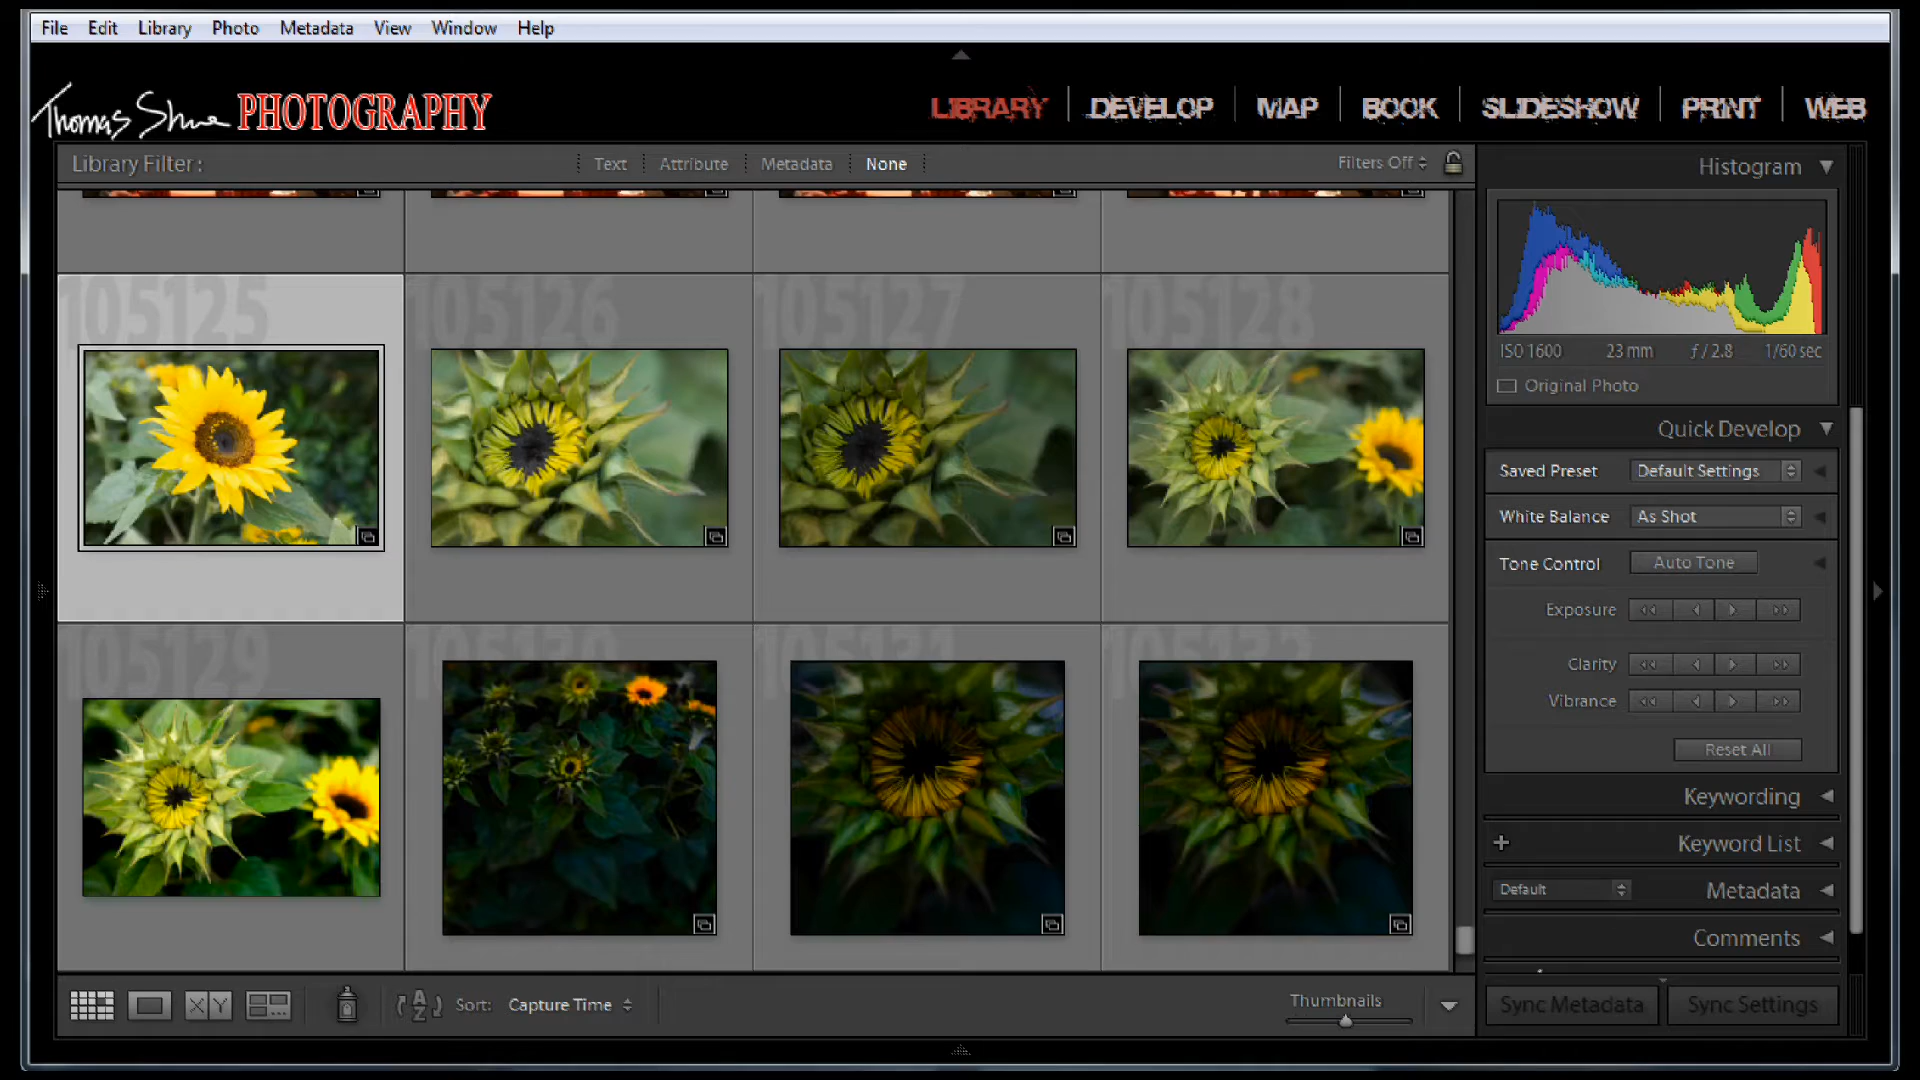 File Edit Library Photo Metadata View Window Help
Thomas Shue PHOTOGRAPHY
LIBRARY DEVELOP MAP BOOK SLIDESHOW PRINT WEB
Library Filter : Text Attribute Metadata None Filters Off
Histogram
105125 105126 105127 105128
ISO 1600 23 mm ƒ / 2.8 1/60 sec
Original Photo
Quick Develop
Saved Preset Default Settings
White Balance As Shot
Tone Control Auto Tone
Exposure
105129 105130 105131 105132
Clarity
Vibrance
Reset All
Keywording
Keyword List
Default Metadata
Comments
Sort: Capture Time Thumbnails
Sync Metadata Sync Settings